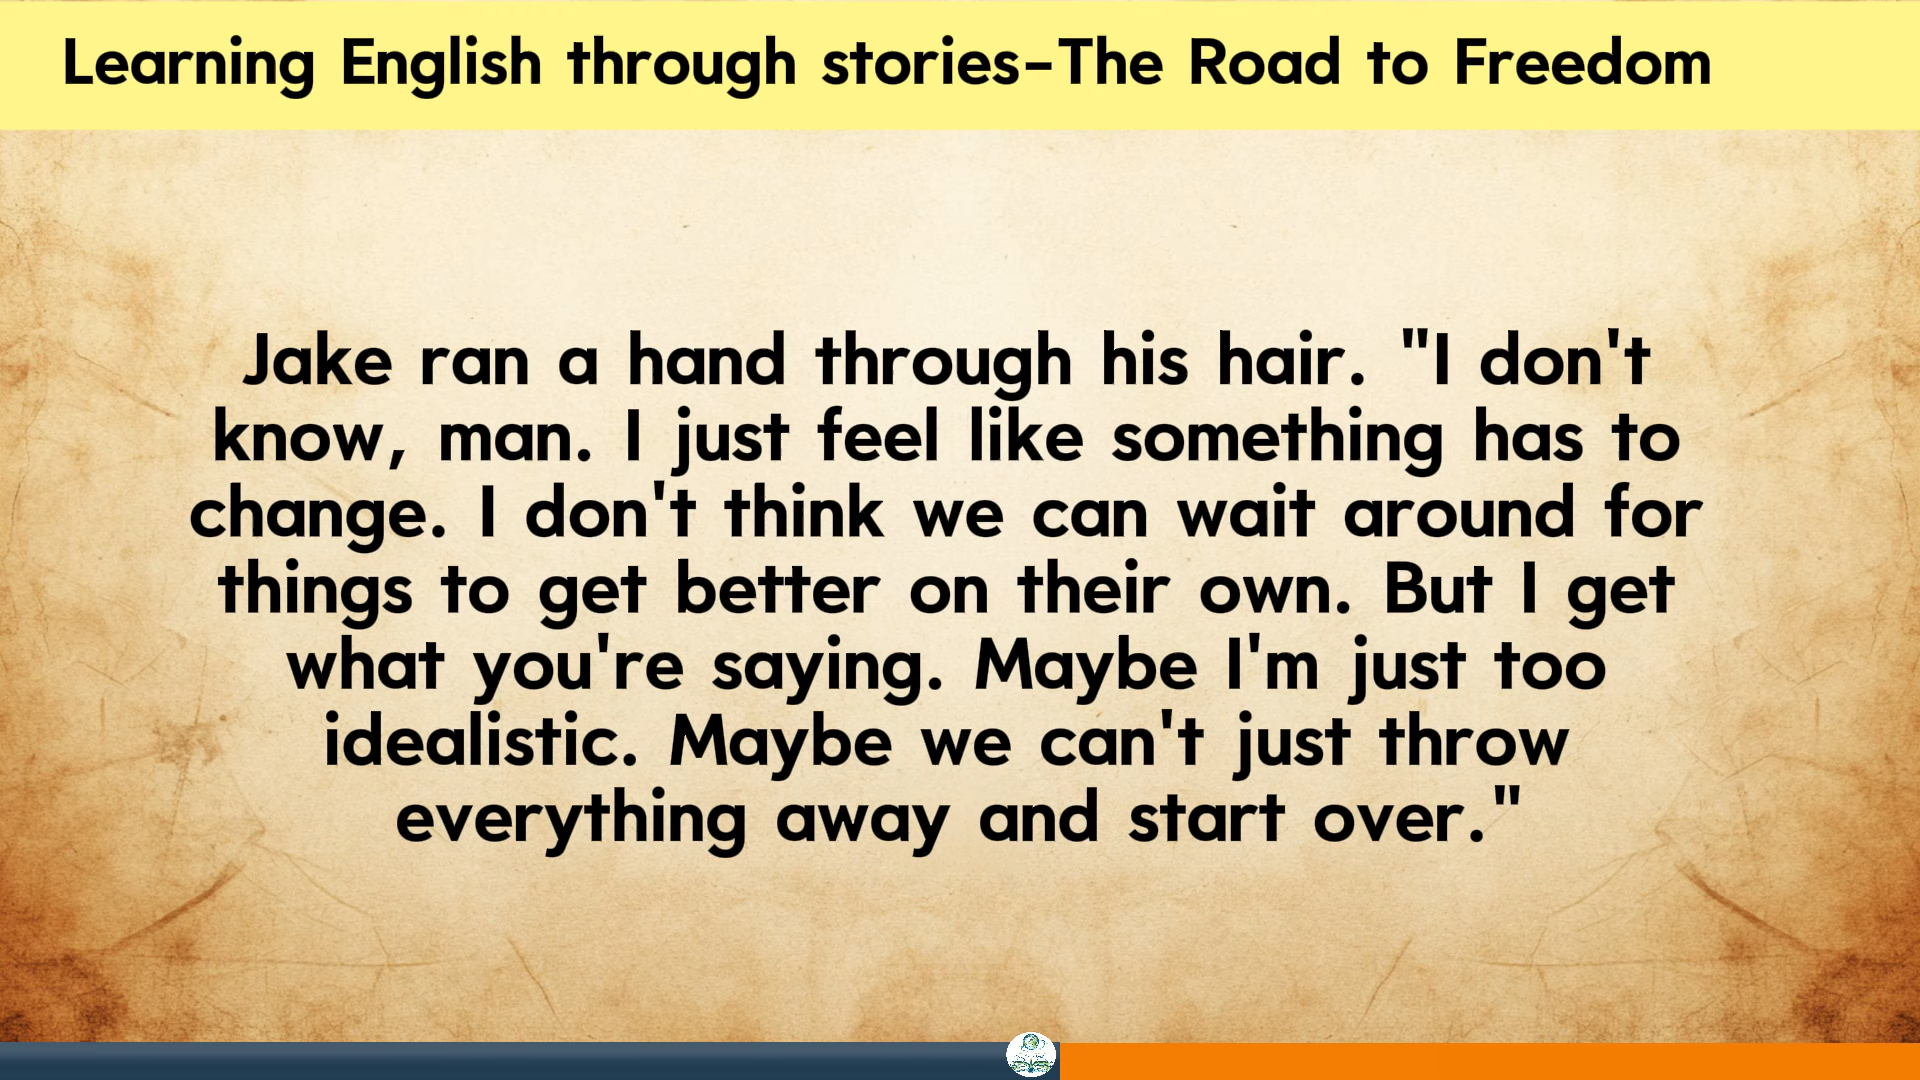 Learning English through stories-The Road to Freedom
Jake ran a hand through his hair. "I don't
know, man. I just feel like something has to
change. I don't think we can wait around for
things to get better on their own. But I get
what you're saying. Maybe I'm just too
idealistic. Maybe we can't just throw
everything away and start over."